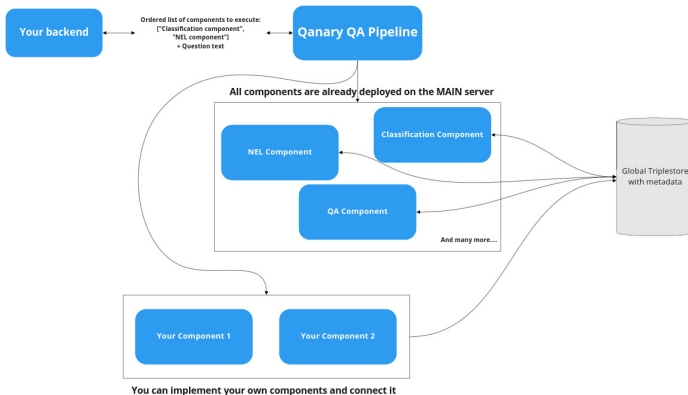 Your backend
Ordered list of components to execute:
["Classification component",
"NEL component"]
+ Question text
Qanary QA Pipeline
All components are already deployed on the MAIN server
NEL Component
Classification Component
QA Component
And many more....
Global Triplestore
with metadata
Your Component 1
Your Component 2
You can implement your own components and connect it